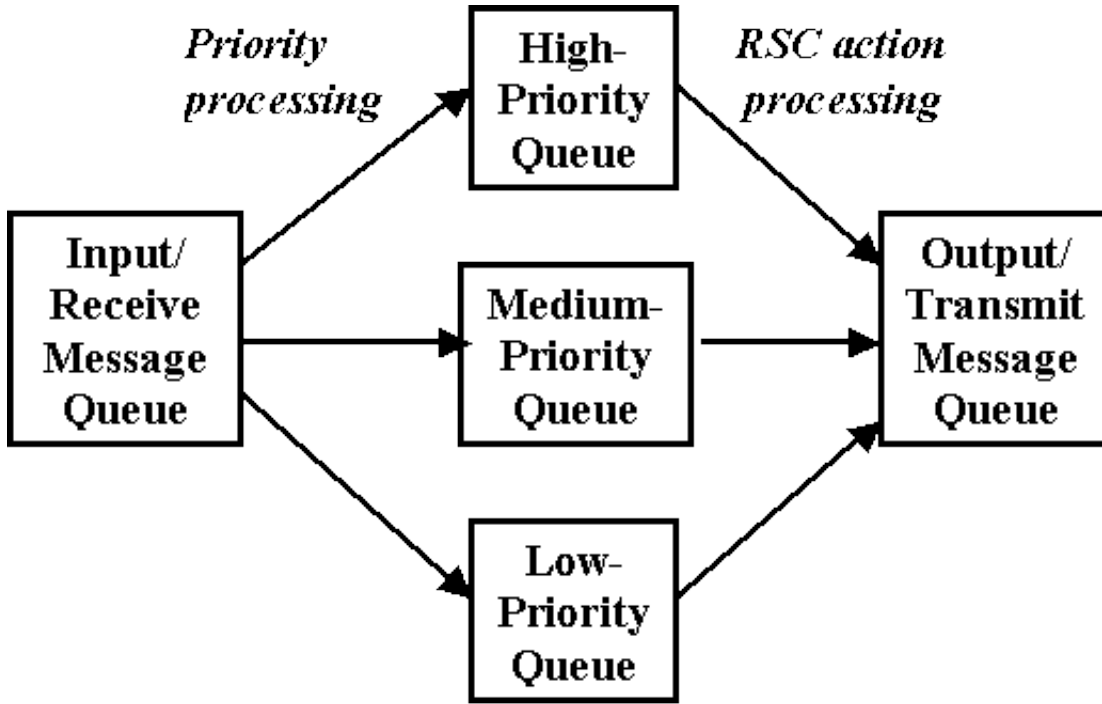 Priority
processing
High-
Priority
Queue
RSC action
processing
Input/
Receive
Message
Queue
Medium-
Priority
Queue
Output/
Transmit
Message
Queue
Low-
Priority
Queue